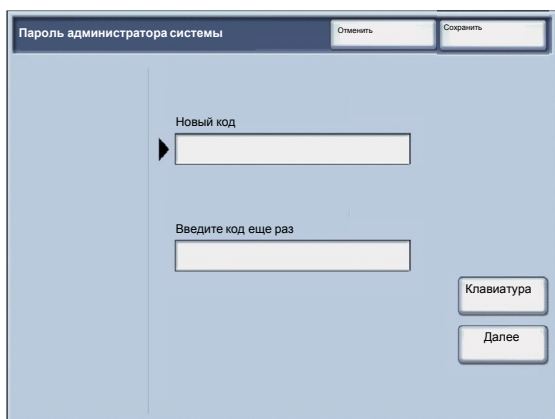 Пароль администратора системы
Отменить
Сохранить
Новый код
Введите код еще раз
Клавиатура
Далее